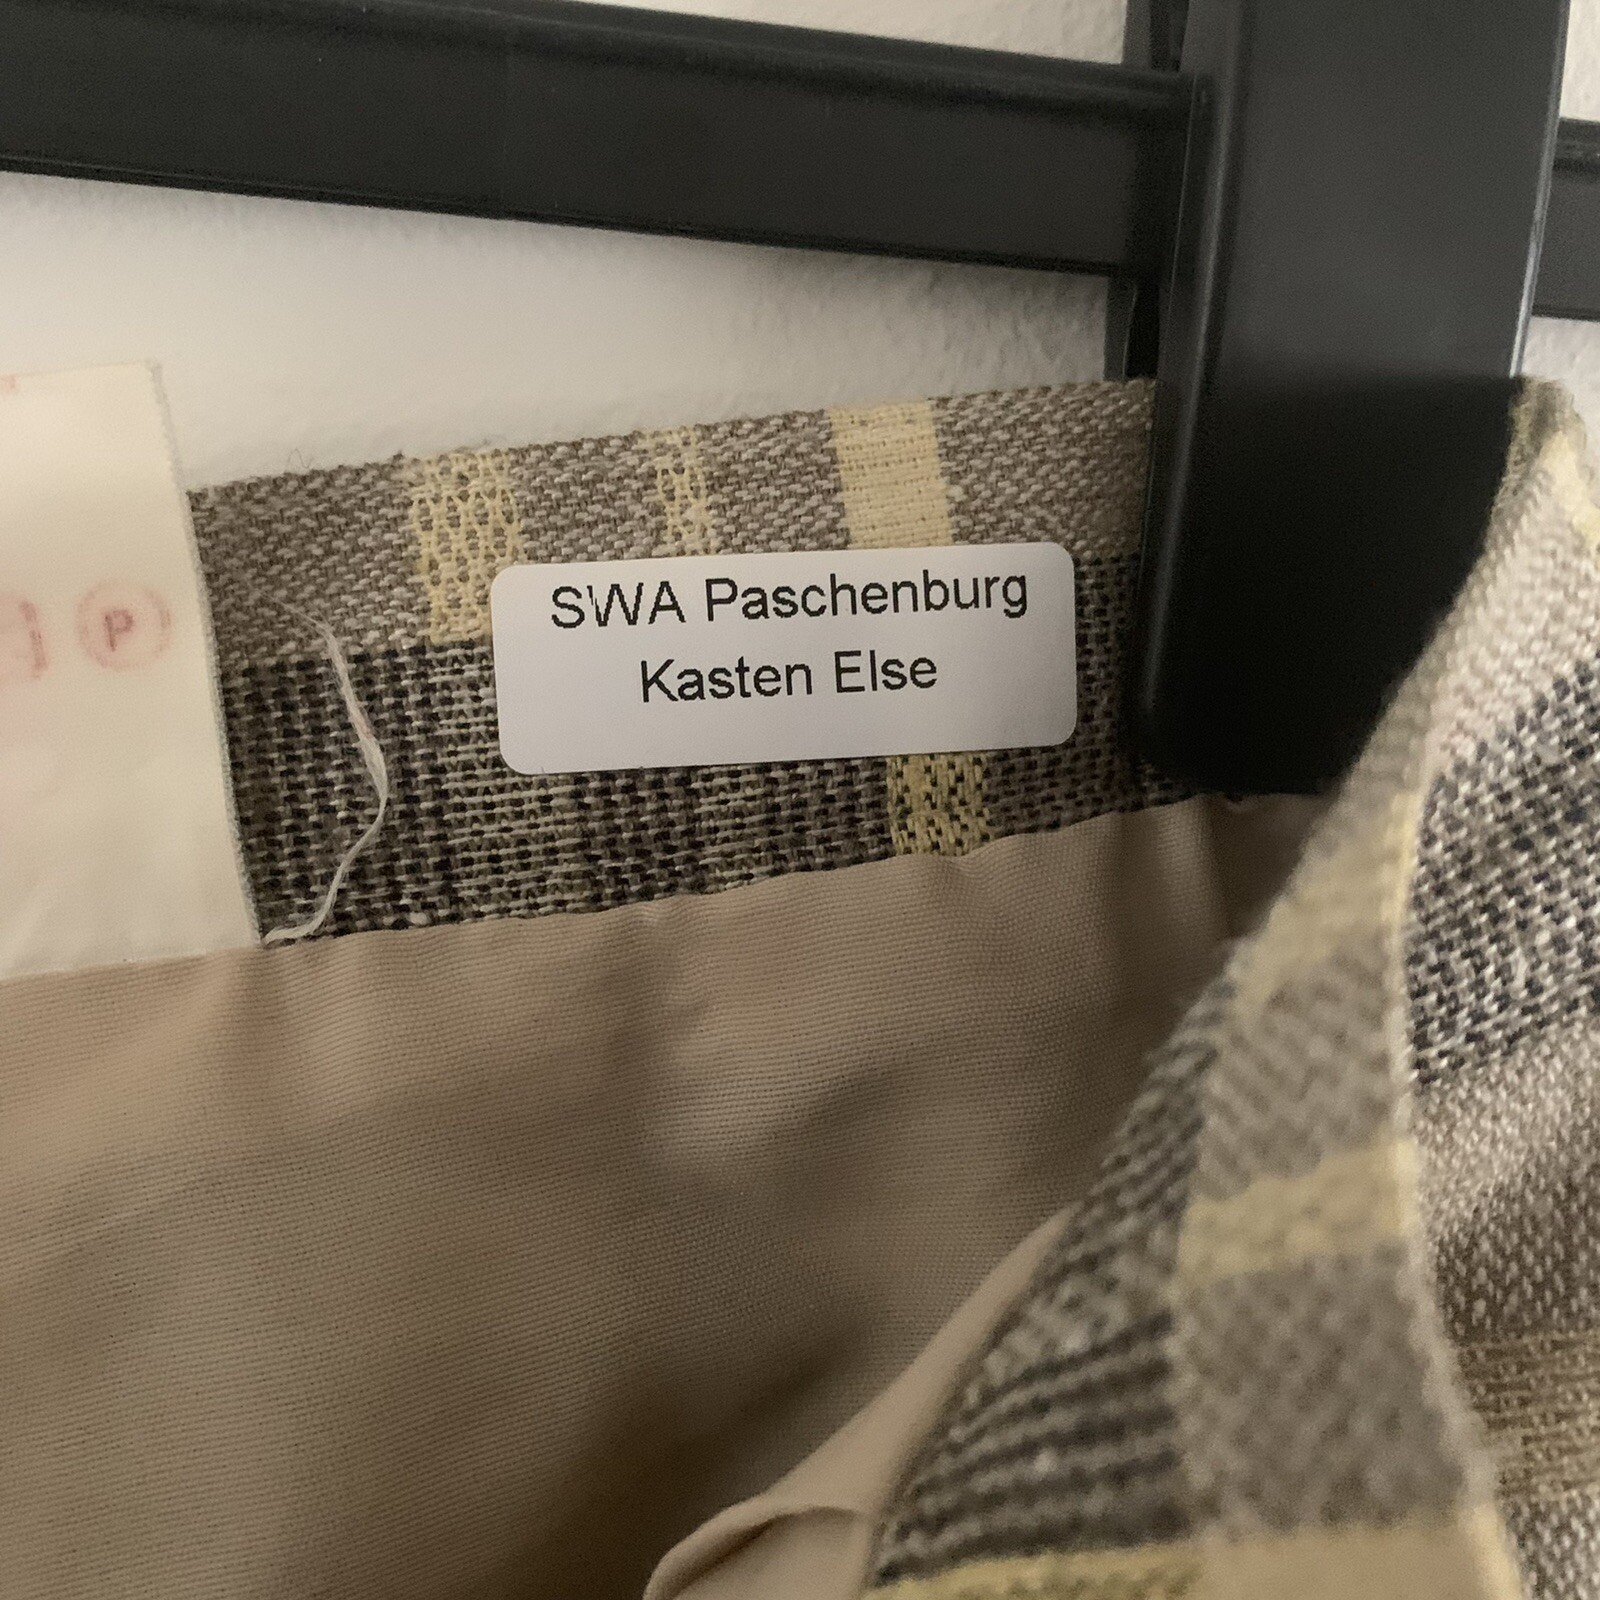 SWA Paschenburg
Kasten Else
P